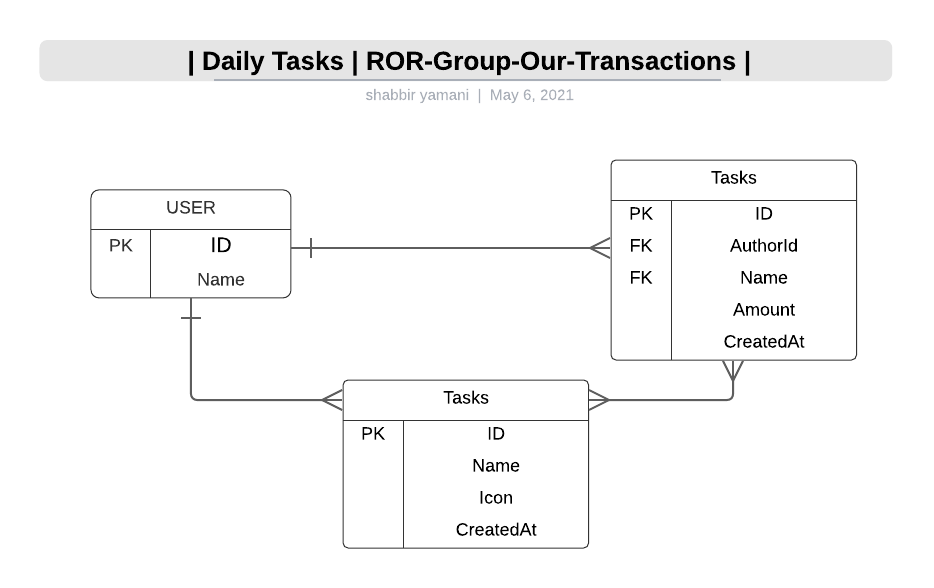 | Daily Tasks | ROR-Group-Our-Transactions |
shabbir yamani | May 6, 2021
USER
PK ID
Name
Tasks
PK ID
FK AuthorId
FK Name
Amount
CreatedAt
Tasks
PK ID
Name
Icon
CreatedAt